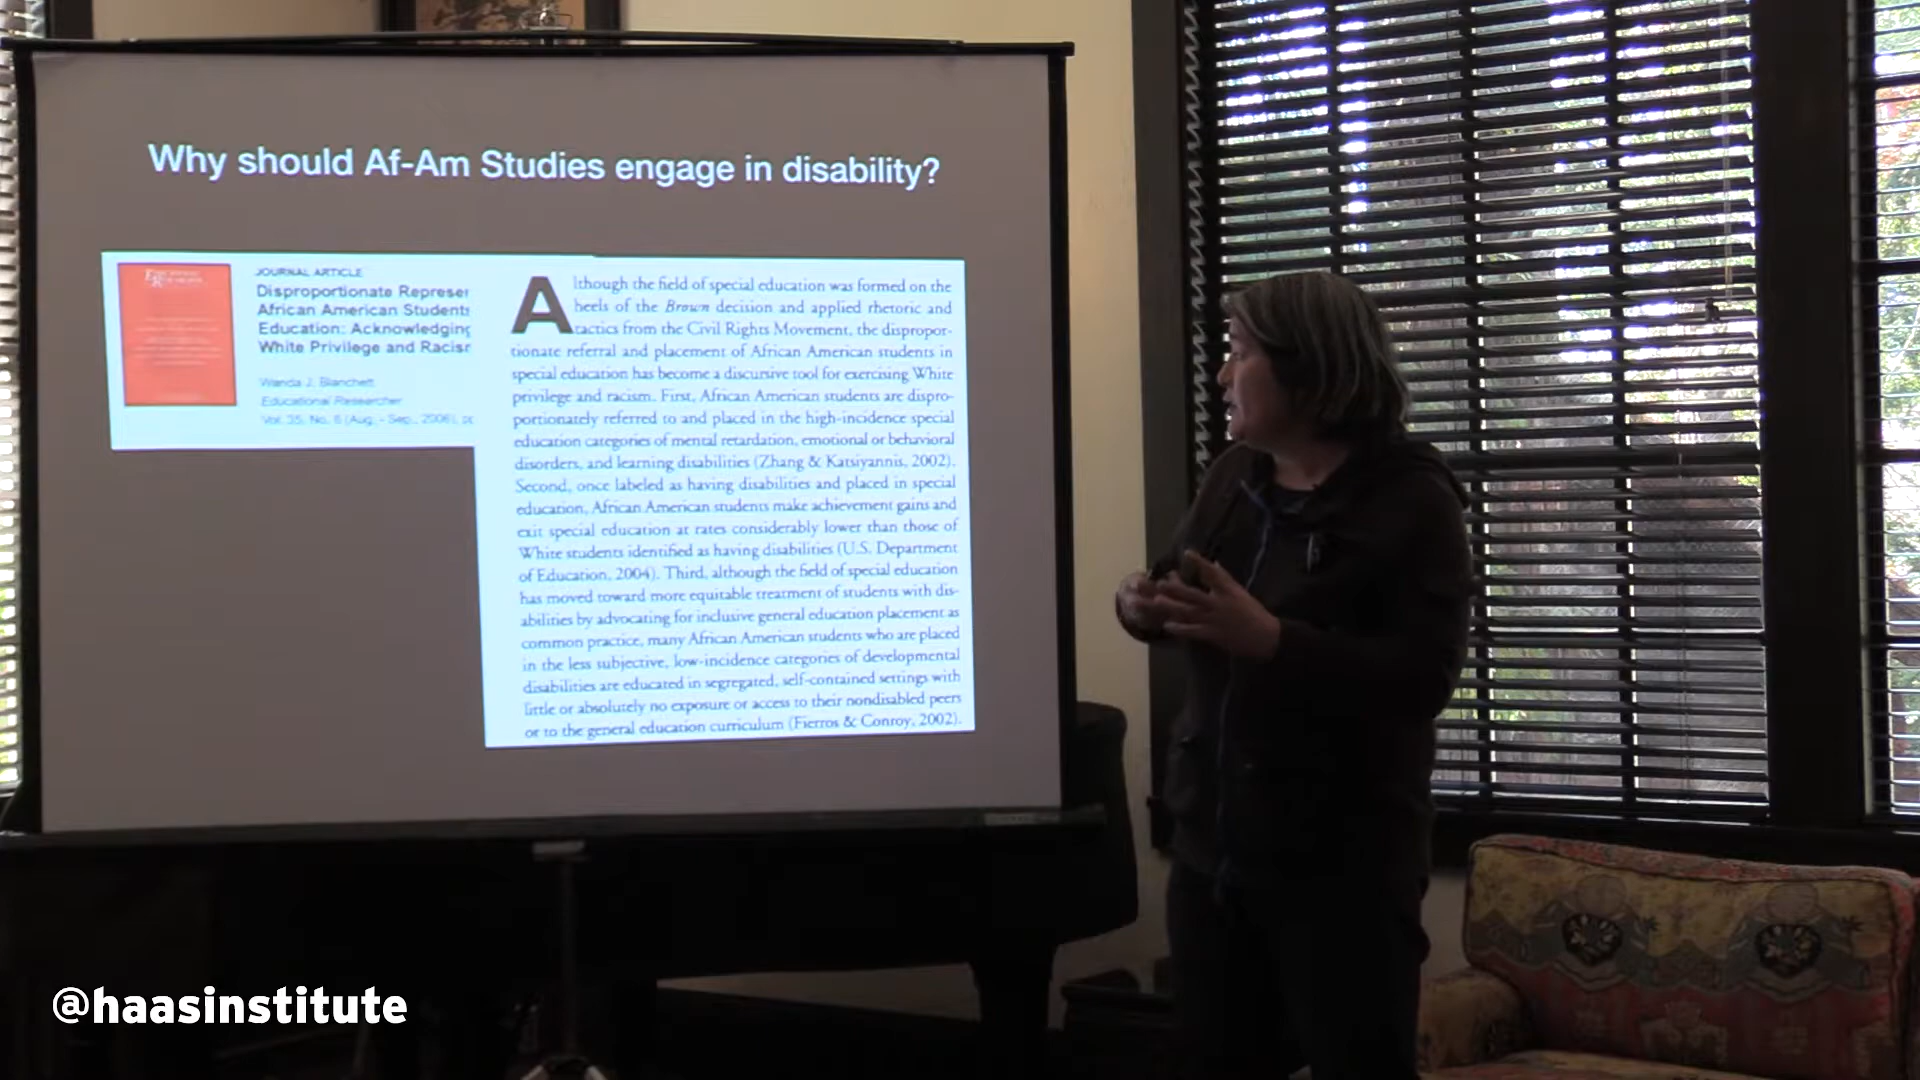 Why should Af-Am Studies engage in disability?
JOURNAL ARTICLE
Disproportionate Represer
African American Students
Education: Acknowledging
White Privilege and Racisr
Wanda J. Blanchett
Educational Researcher
Vol. 35, No. 6 (Aug. - Sep., 2006), pp
Although the field of special education was formed on the
heels of the Brown decision and applied rhetoric and
tactics from the Civil Rights Movement, the dispropor-
tionate referral and placement of African American students in
special education has become a discursive tool for exercising White
privilege and racism. First, African American students are dispro-
portionately referred to and placed in the high-incidence special
education categories of mental retardation, emotional or behavioral
disorders, and learning disabilities (Zhang & Katsiyannis, 2002).
Second, once labeled as having disabilities and placed in special
education, African American students make achievement gains and
exit special education at rates considerably lower than those of
White students identified as having disabilities (U.S. Department
of Education, 2004). Third, although the field of special education
has moved toward more equitable treatment of students with dis-
abilities by advocating for inclusive general education placement as
common practice, many African American students who are placed
in the less subjective, low-incidence categories of developmental
disabilities are educated in segregated, self-contained settings with
little or absolutely no exposure or access to their nondisabled peers
or to the general education curriculum (Fierros & Conroy, 2002).
@haasinstitute